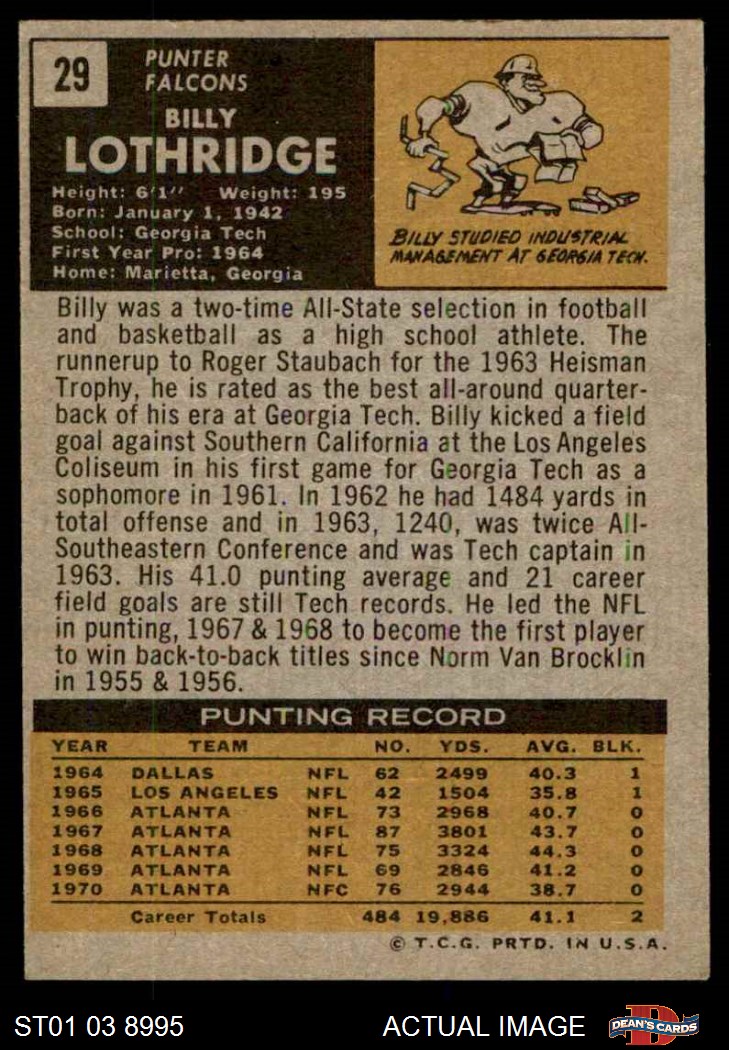 29
PUNTER
FALCONS
BILLY
LOTHRIDGE
Height: 6'1'' Weight: 195
Born: January 1, 1942
School: Georgia Tech
First Year Pro: 1964
Home: Marietta, Georgia
BILLY STUDIED INDUSTRIAL
MANAGEMENT AT GEORGIA TECH.
Billy was a two-time All-State selection in football
and basketball as a high school athlete. The
runnerup to Roger Staubach for the 1963 Heisman
Trophy, he is rated as the best all-around quarter-
back of his era at Georgia Tech. Billy kicked a field
goal against Southern California at the Los Angeles
Coliseum in his first game for Georgia Tech as a
sophomore in 1961. In 1962 he had 1484 yards in
total offense and in 1963, 1240, was twice All-
Southeastern Conference and was Tech captain in
1963. His 41.0 punting average and 21 career
field goals are still Tech records. He led the NFL
in punting, 1967 & 1968 to become the first player
to win back-to-back titles since Norm Van Brocklin
in 1955 & 1956.
PUNTING RECORD
YEAR TEAM NO. YDS. AVG. BLK.
1964 DALLAS NFL 62 2499 40.3 1
1965 LOS ANGELES NFL 42 1504 35.8 1
1966 ATLANTA NFL 73 2968 40.7 0
1967 ATLANTA NFL 87 3801 43.7 0
1968 ATLANTA NFL 75 3324 44.3 0
1969 ATLANTA NFL 69 2846 41.2 0
1970 ATLANTA NFC 76 2944 38.7 0
Career Totals 484 19,886 41.1 2
© T.C.G. PRTD. IN U.S.A.
ST01 03 8995 ACTUAL IMAGE DEAN'S CARDS